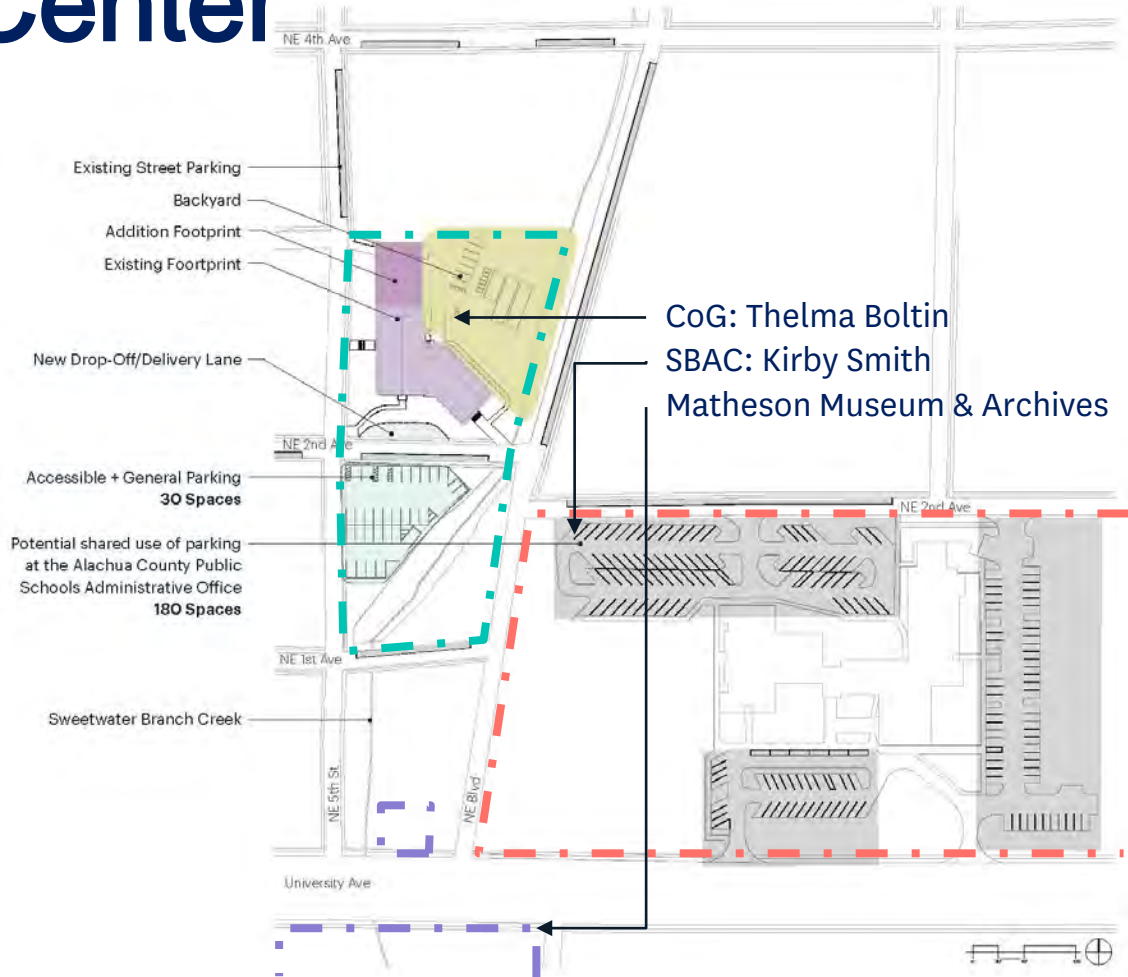 Center
NE 4th Ave
Existing Street Parking
Backyard
Addition Footprint
Existing Foortprint
New Drop-Off/Delivery Lane
NE 2nd Ave
Accessible + General Parking
30 Spaces
Potential shared use of parking
at the Alachua County Public
Schools Administrative Office
180 Spaces
NE 1st Ave
Sweetwater Branch Creek
NE 5th St.
NE Blvd
University Ave
CoG: Thelma Boltin
SBAC: Kirby Smith
Matheson Museum & Archives
NE 2nd Ave